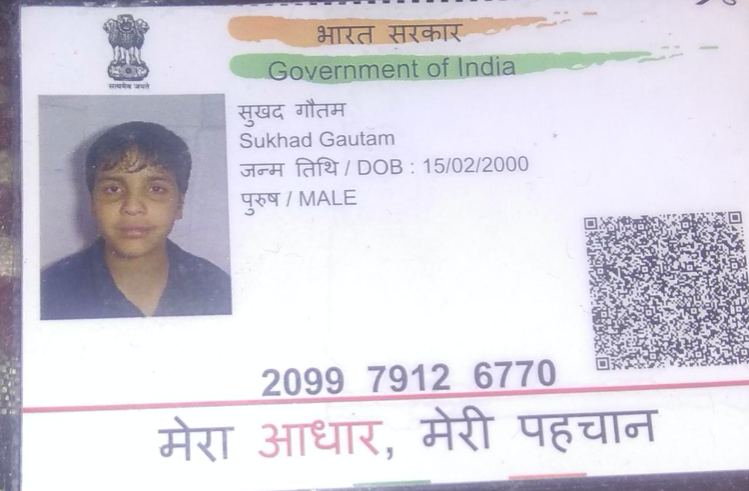 भारत सरकार
Government of India
सत्यमेव जयते
सुखद गौतम
Sukhad Gautam
जन्म तिथि / DOB : 15/02/2000
पुरुष / MALE
2099 7912 6770
मेरा आधार, मेरी पहचान